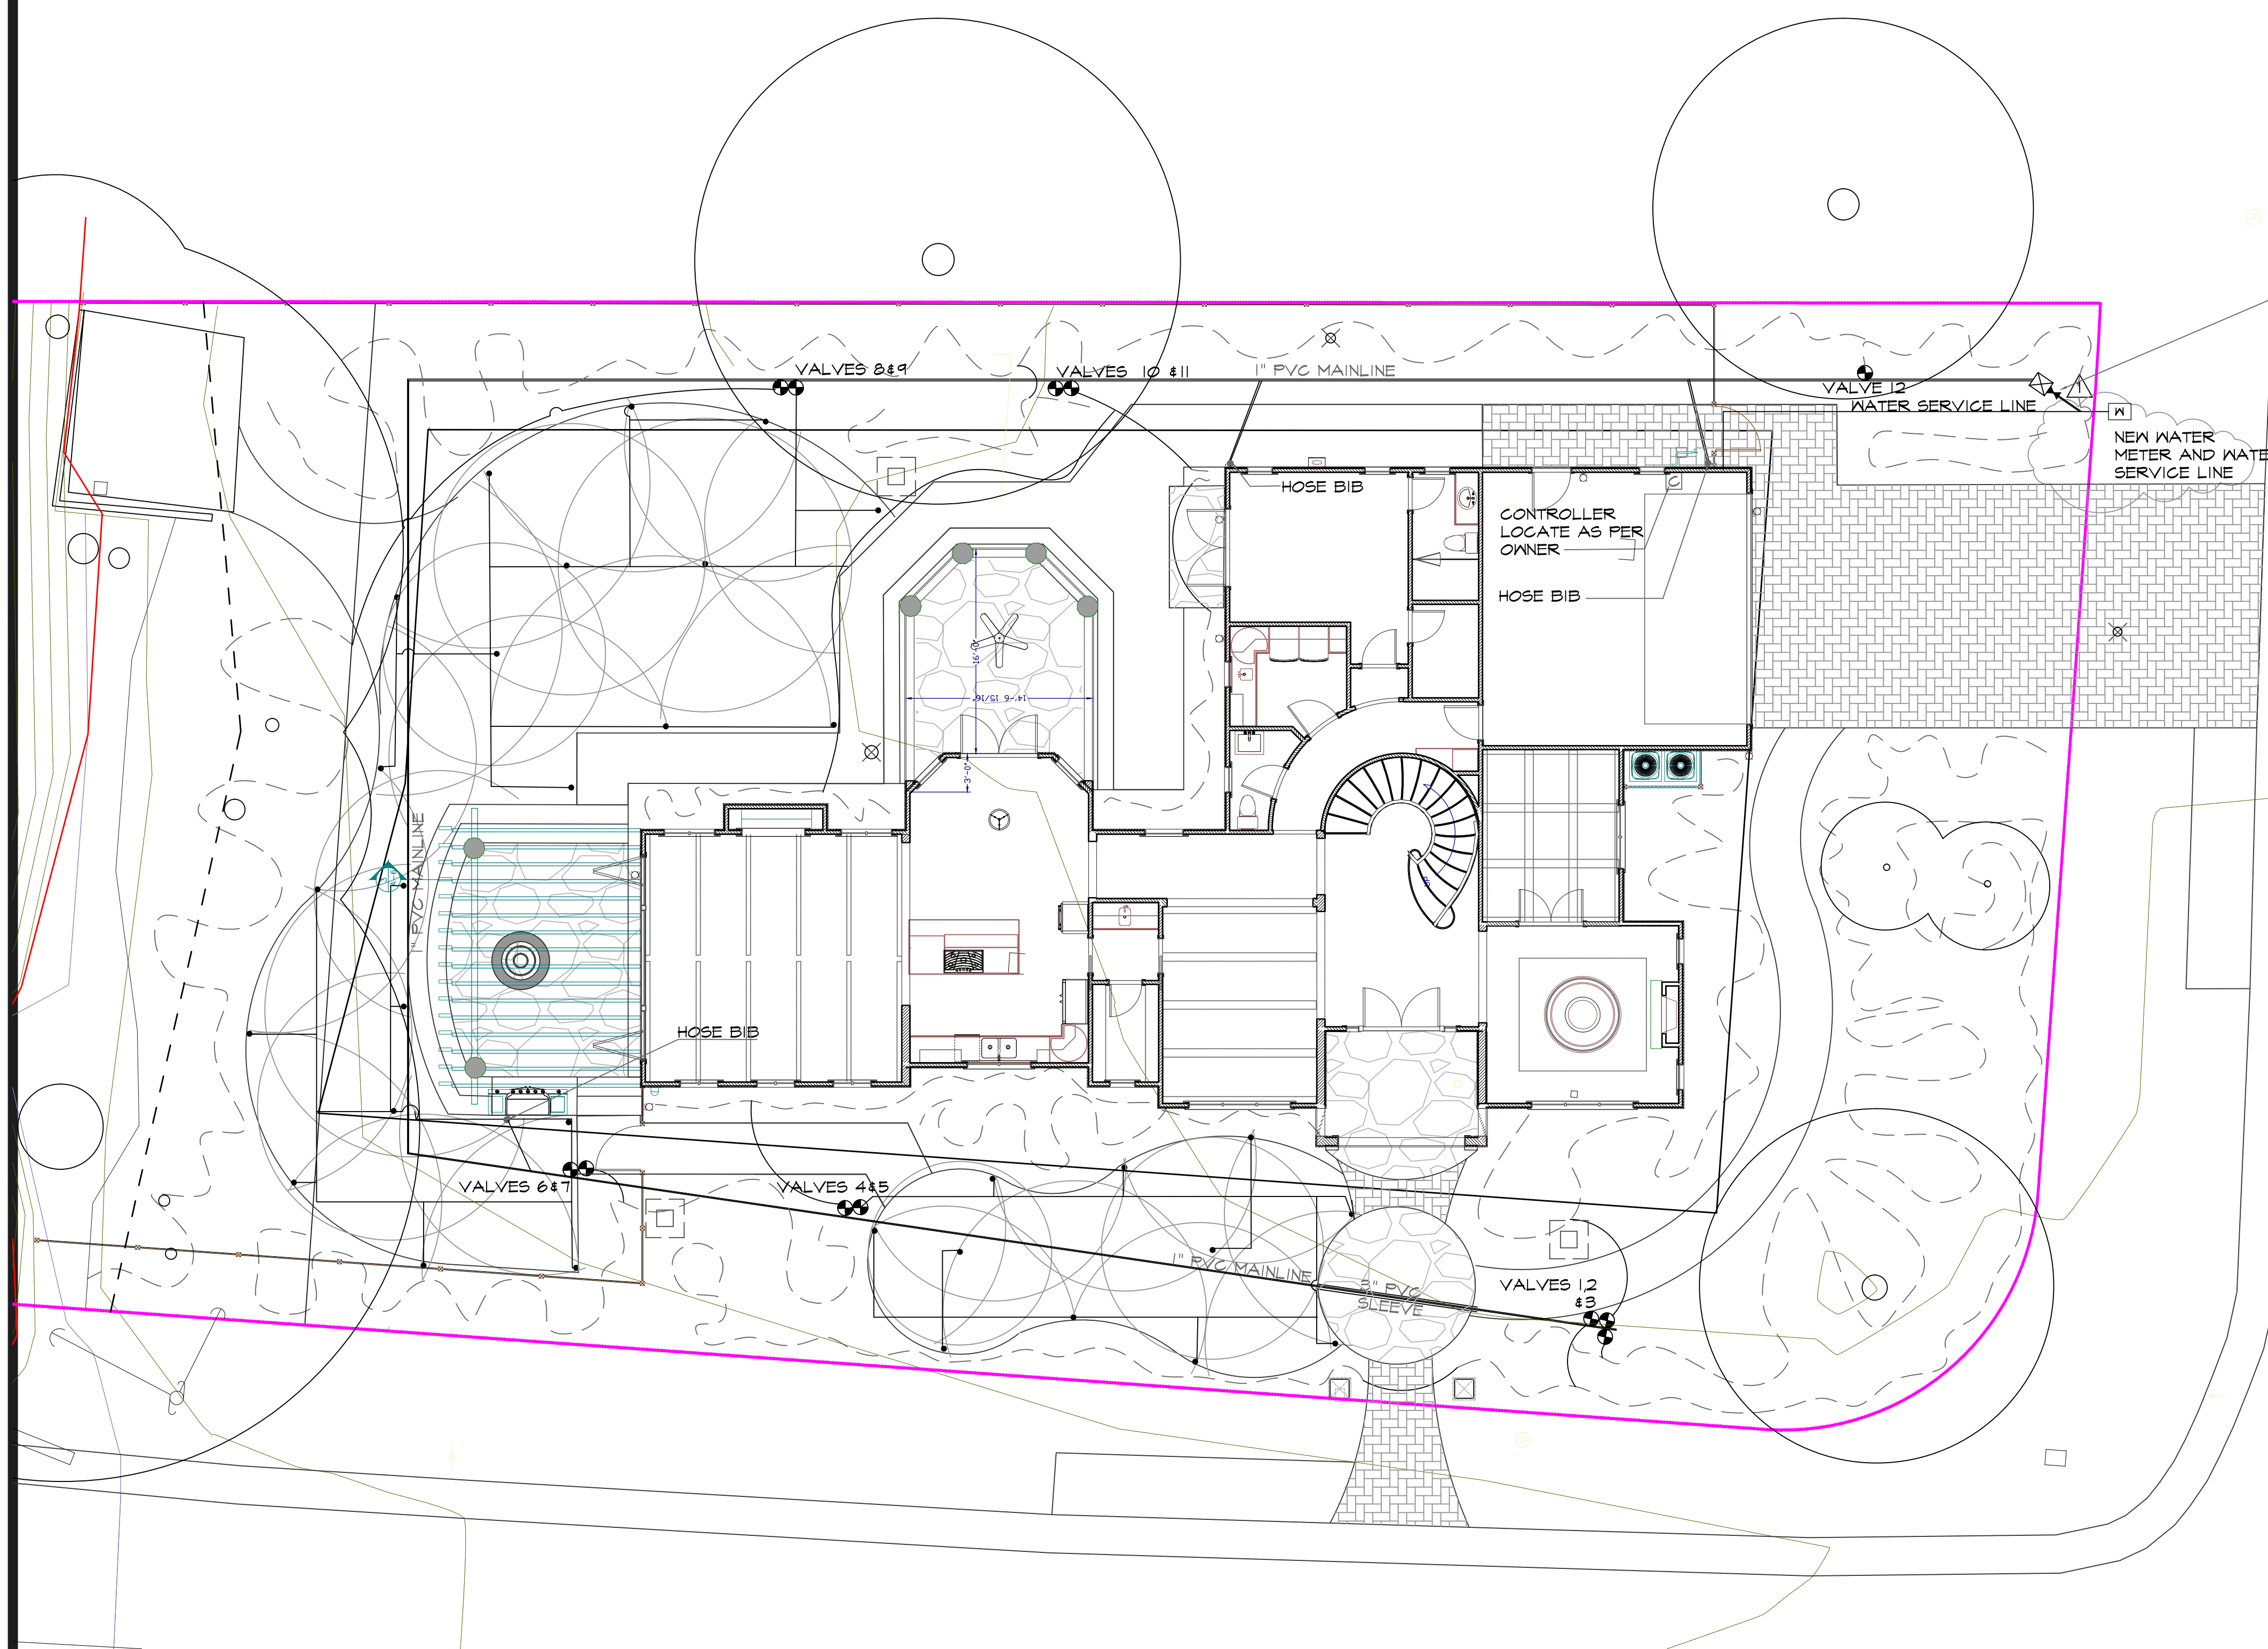 VALVES 8&9
VALVES 10 &11
1" PVC MAINLINE
VALVE 12
1
WATER SERVICE LINE
W
NEW WATER
METER AND WATE
SERVICE LINE
HOSE BIB
C
CONTROLLER
LOCATE AS PER
OWNER
HOSE BIB
16'-0"
14'-6 15/16"
3'-0"
1" PVC MAINLINE
UP
HOSE BIB
VALVES 6&7
VALVES 4&5
1" PVC MAINLINE
3" PVC
SLEEVE
VALVES 1,2
&3